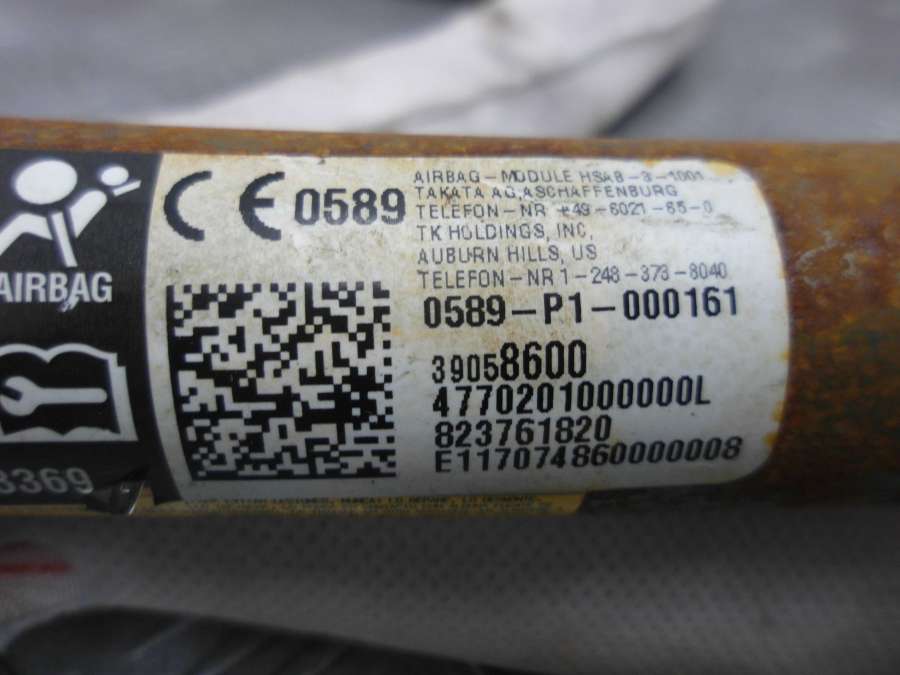 AIRBAG
3369
CE 0589
AIRBAG-MODULE HSAB-3-1001
TAKATA AG, ASCHAFFENBURG
TELEFON-NR +49-6021-65-0
TK HOLDINGS, INC,
AUBURN HILLS, US
TELEFON-NR 1-248-373-8040
0589-P1-000161
39058600
4770201000000L
823761820
E117074860000008